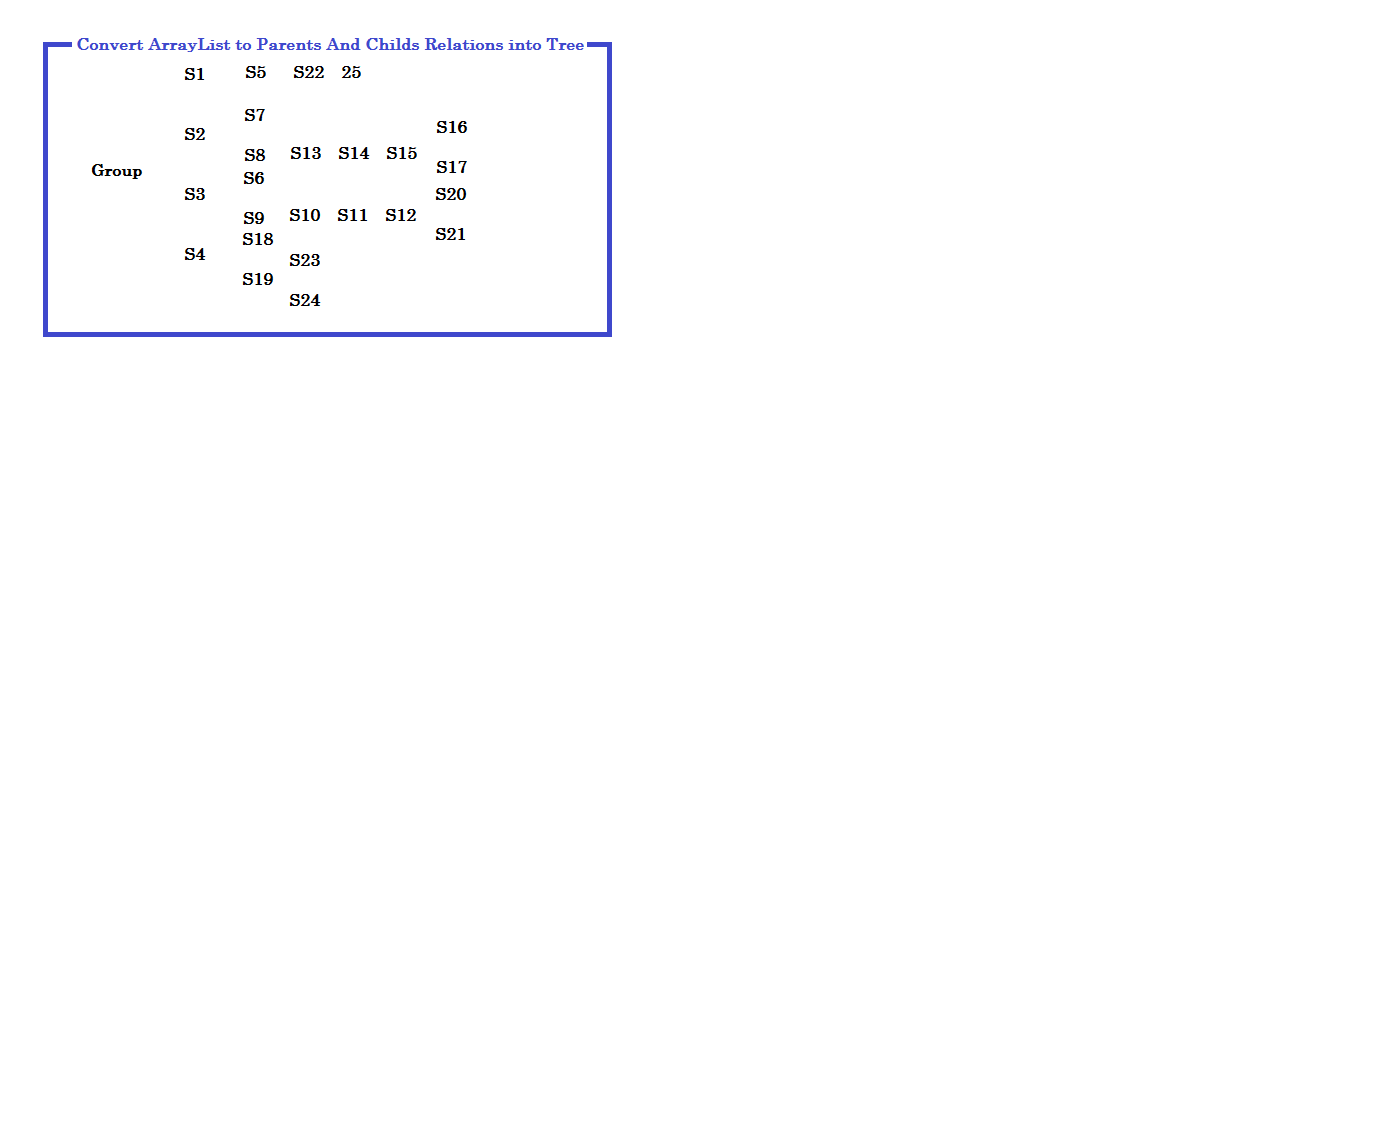 Convert ArrayList to Parents And Childs Relations into Tree
S1 S5 S22 25
S7
S16
S2
S8 S13 S14 S15
S17
Group
S6
S3
S20
S9 S10 S11 S12
S21
S18
S4
S23
S19
S24